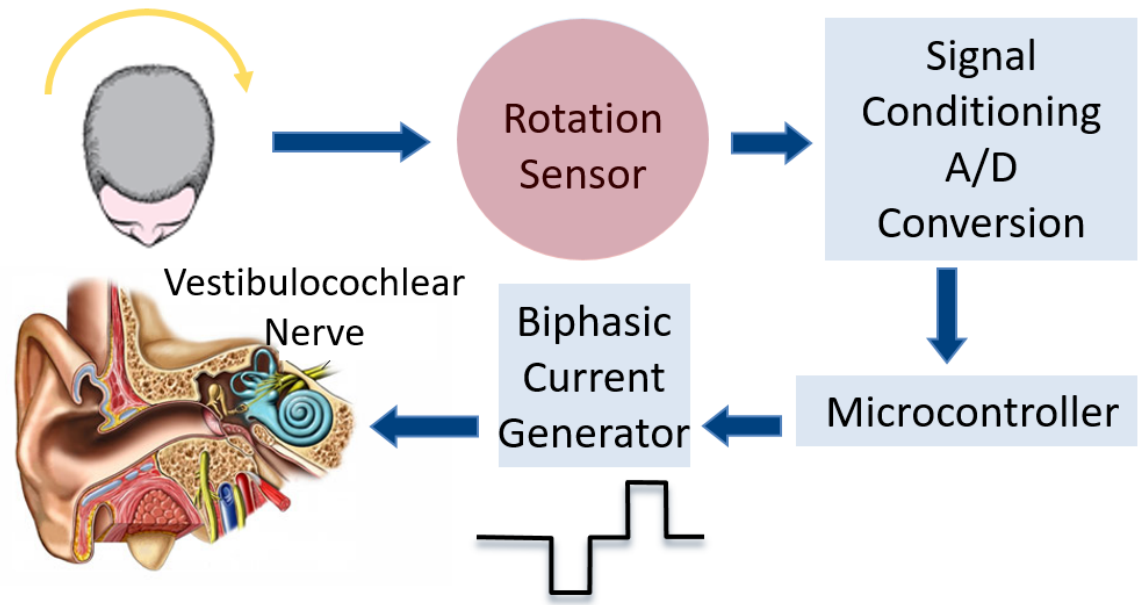 Rotation
Sensor
Signal
Conditioning
A/D
Conversion
Microcontroller
Biphasic
Current
Generator
Vestibulocochlear
Nerve